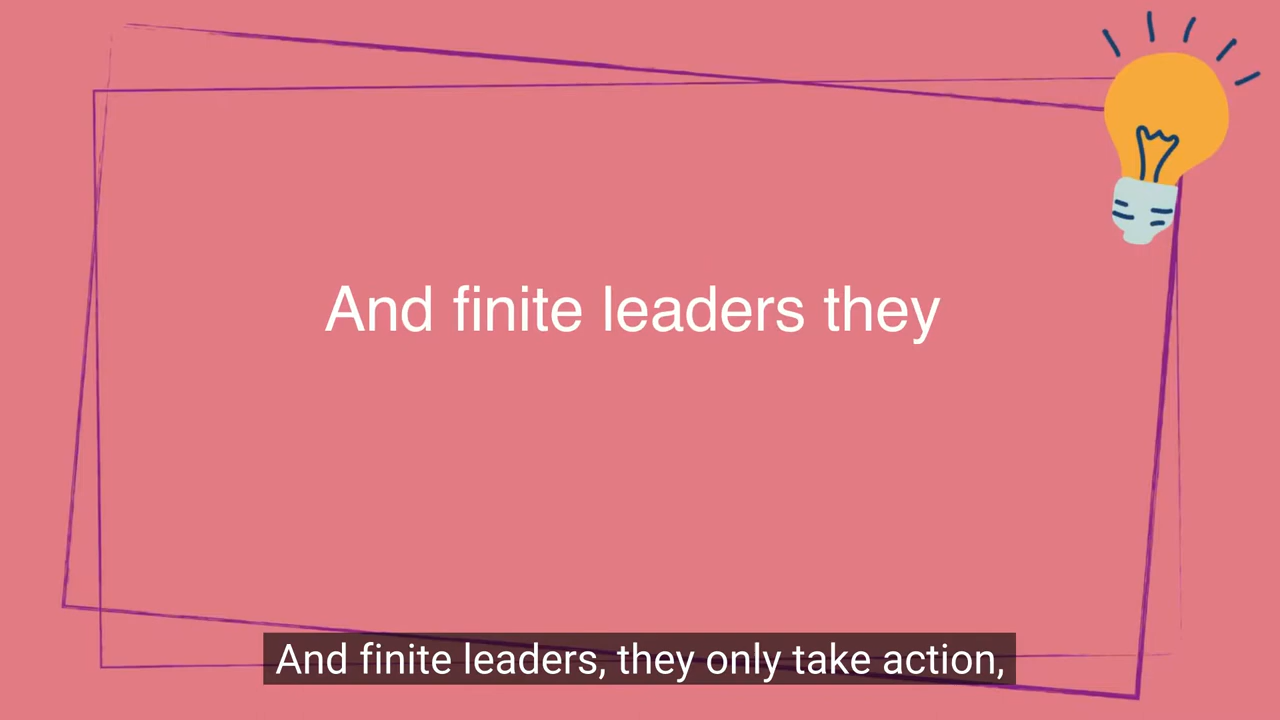 And finite leaders they
And finite leaders, they only take action,